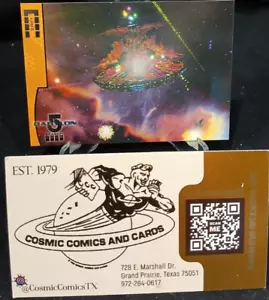 BABYLON
5
EST. 1979
COSMIC COMICS AND CARDS
SCAN
ME
728 E. Marshall Dr.
Grand Prairie, Texas 75051
972-264-0617
@CosmicComicsTX